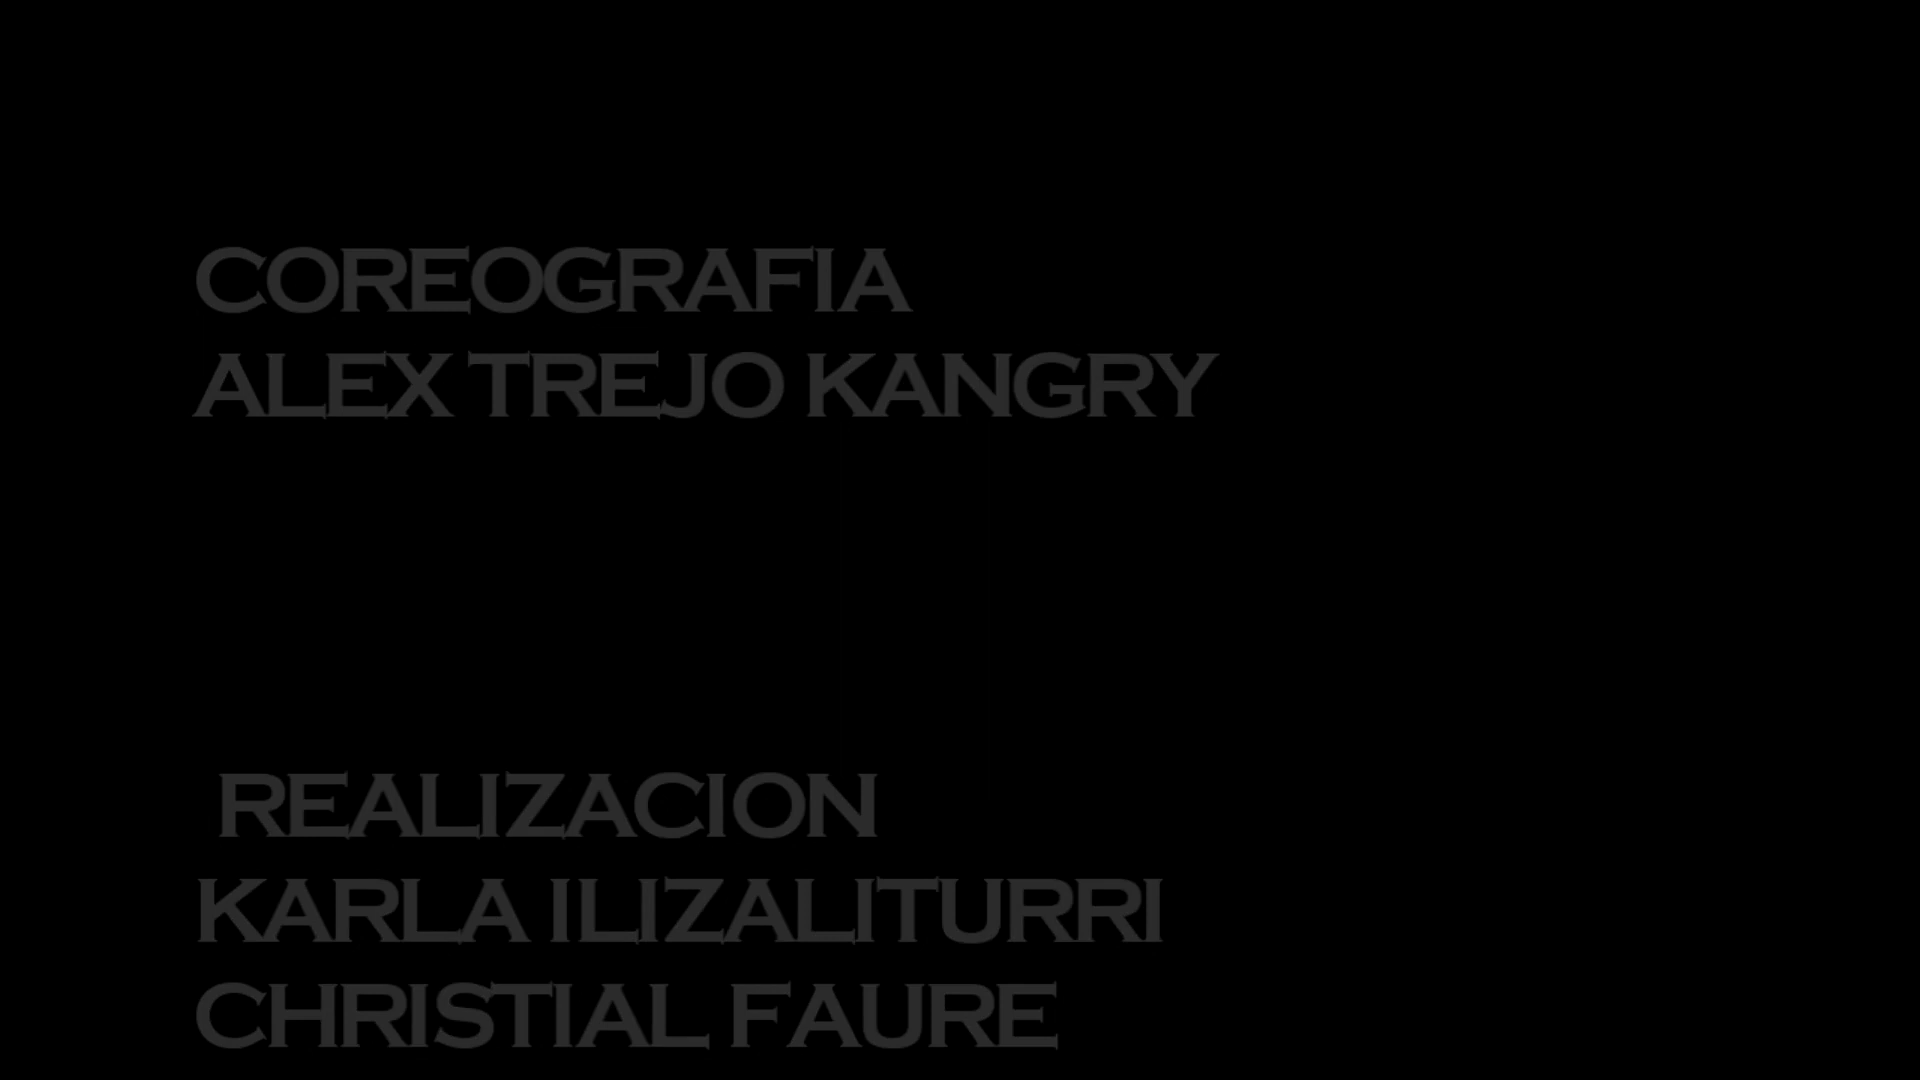 COREOGRAFIA
ALEX TREJO KANGRY
REALIZACION
KARLA ILIZALITURRI
CHRISTIAL FAURE